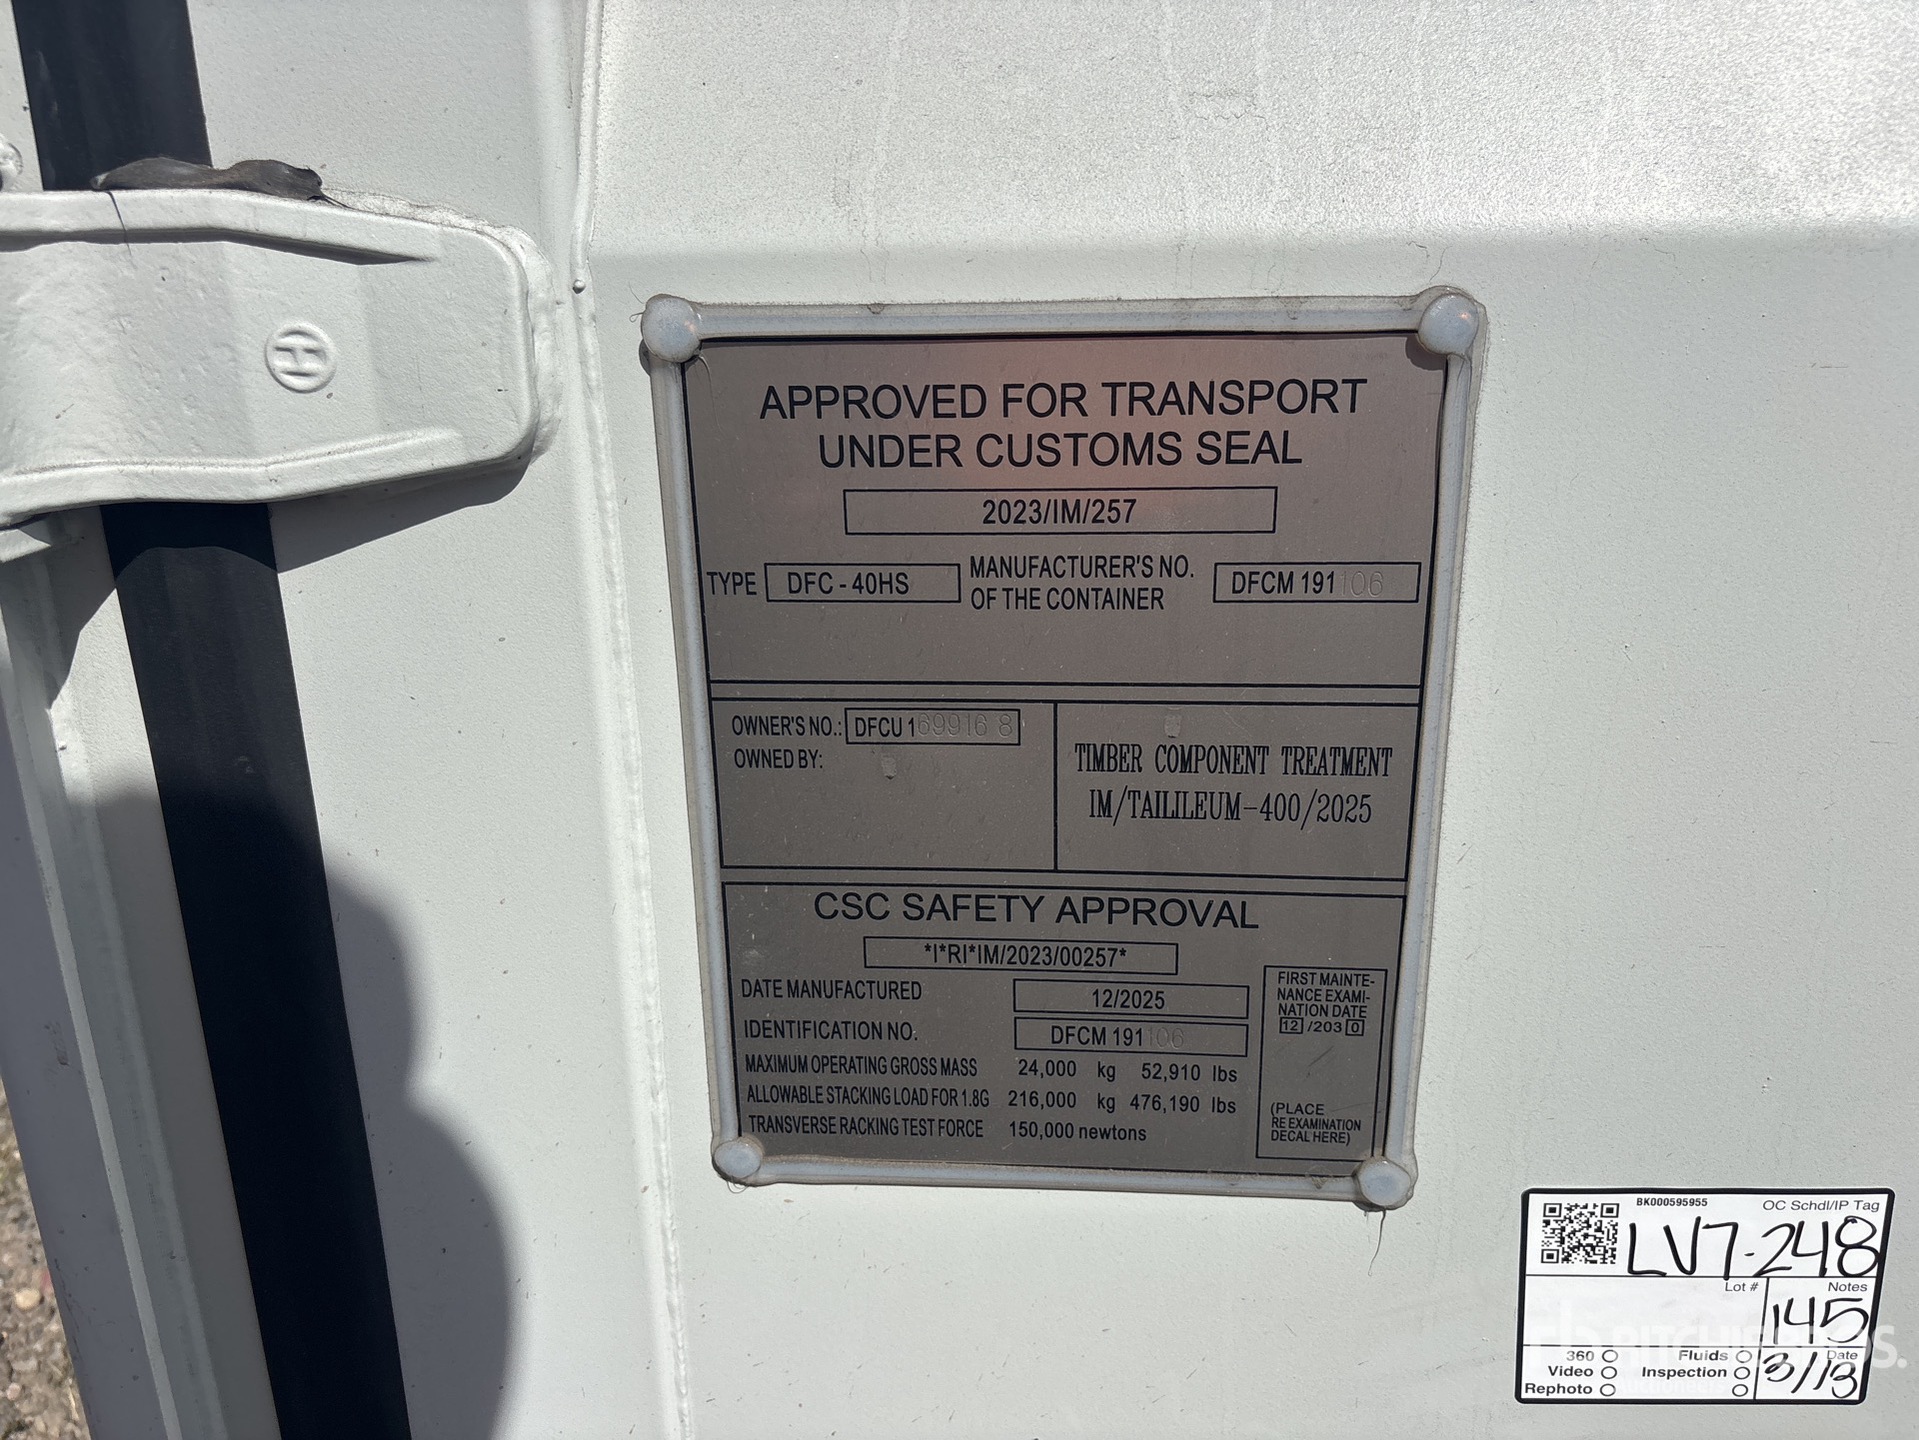 H
APPROVED FOR TRANSPORT
UNDER CUSTOMS SEAL
2023/IM/257
TYPE DFC - 40HS MANUFACTURER'S NO.
OF THE CONTAINER DFCM 191106
OWNER'S NO.: DFCU 169916 8
OWNED BY:
TIMBER COMPONENT TREATMENT
IM/TAILILEUM-400/2025
CSC SAFETY APPROVAL
*I*RI*IM/2023/00257*
DATE MANUFACTURED 12/2025
IDENTIFICATION NO. DFCM 191106
MAXIMUM OPERATING GROSS MASS 24,000 kg 52,910 lbs
ALLOWABLE STACKING LOAD FOR 1.8G 216,000 kg 476,190 lbs
TRANSVERSE RACKING TEST FORCE 150,000 newtons
FIRST MAINTE-
NANCE EXAMI-
NATION DATE
12 /203 0
(PLACE
RE EXAMINATION
DECAL HERE)
BK000595955 OC Schdl/IP Tag
LV7-248
Lot # Notes
145
360 Fluids Date
Video Inspection 3/13
Rephoto